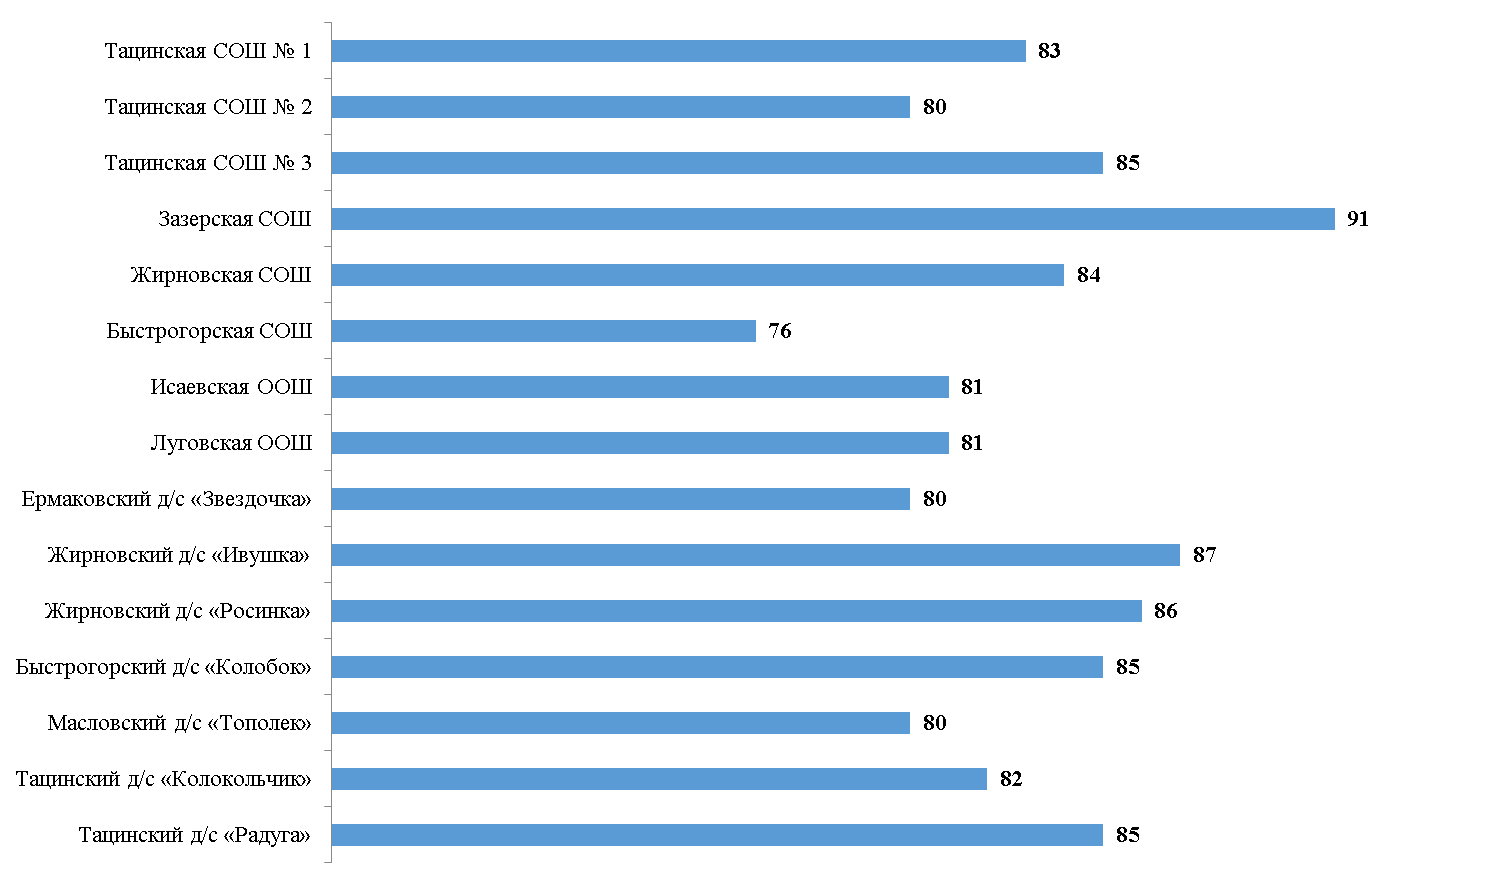 Тацинская СОШ № 1 83
Тацинская СОШ № 2 80
Тацинская СОШ № 3 85
Зазерская СОШ 91
Жирновская СОШ 84
Быстрогорская СОШ 76
Исаевская ООШ 81
Луговская ООШ 81
Ермаковский д/с «Звездочка» 80
Жирновский д/с «Ивушка» 87
Жирновский д/с «Росинка» 86
Быстрогорский д/с «Колобок» 85
Масловский д/с «Тополек» 80
Тацинский д/с «Колокольчик» 82
Тацинский д/с «Радуга» 85